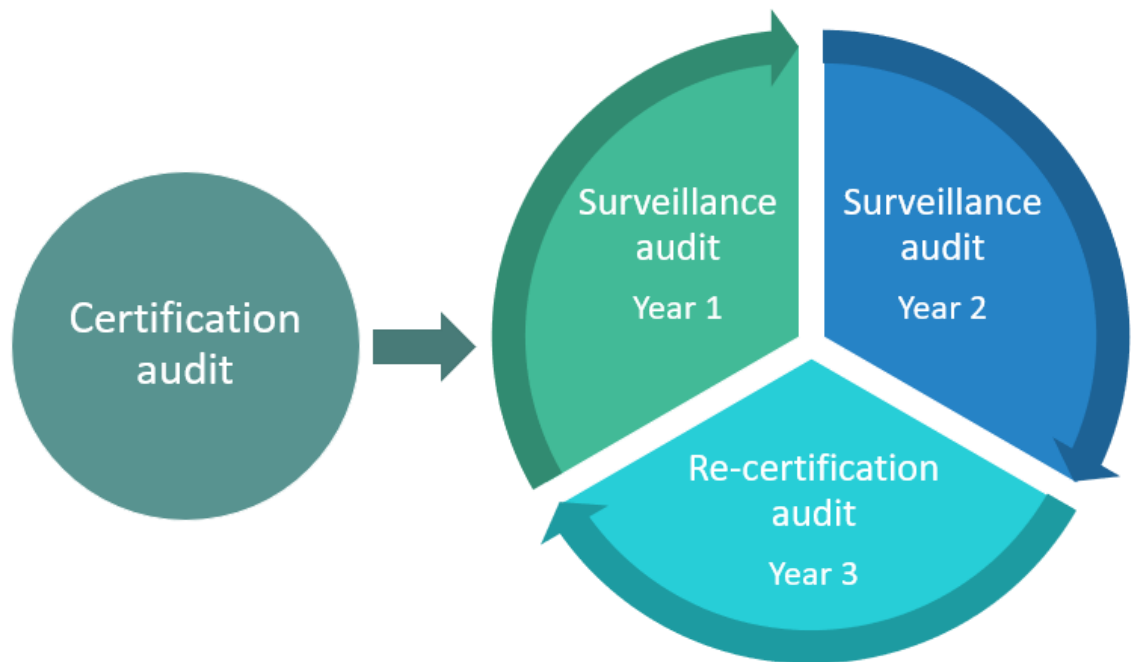 Certification
audit
Surveillance
audit
Year 1
Surveillance
audit
Year 2
Re-certification
audit
Year 3